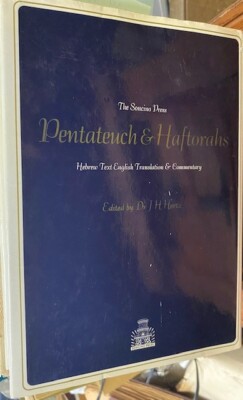 The Soncino Press
Pentateuch & Haftorahs
Hebrew Text English Translation & Commentary
Edited by Dr J. H. Hertz